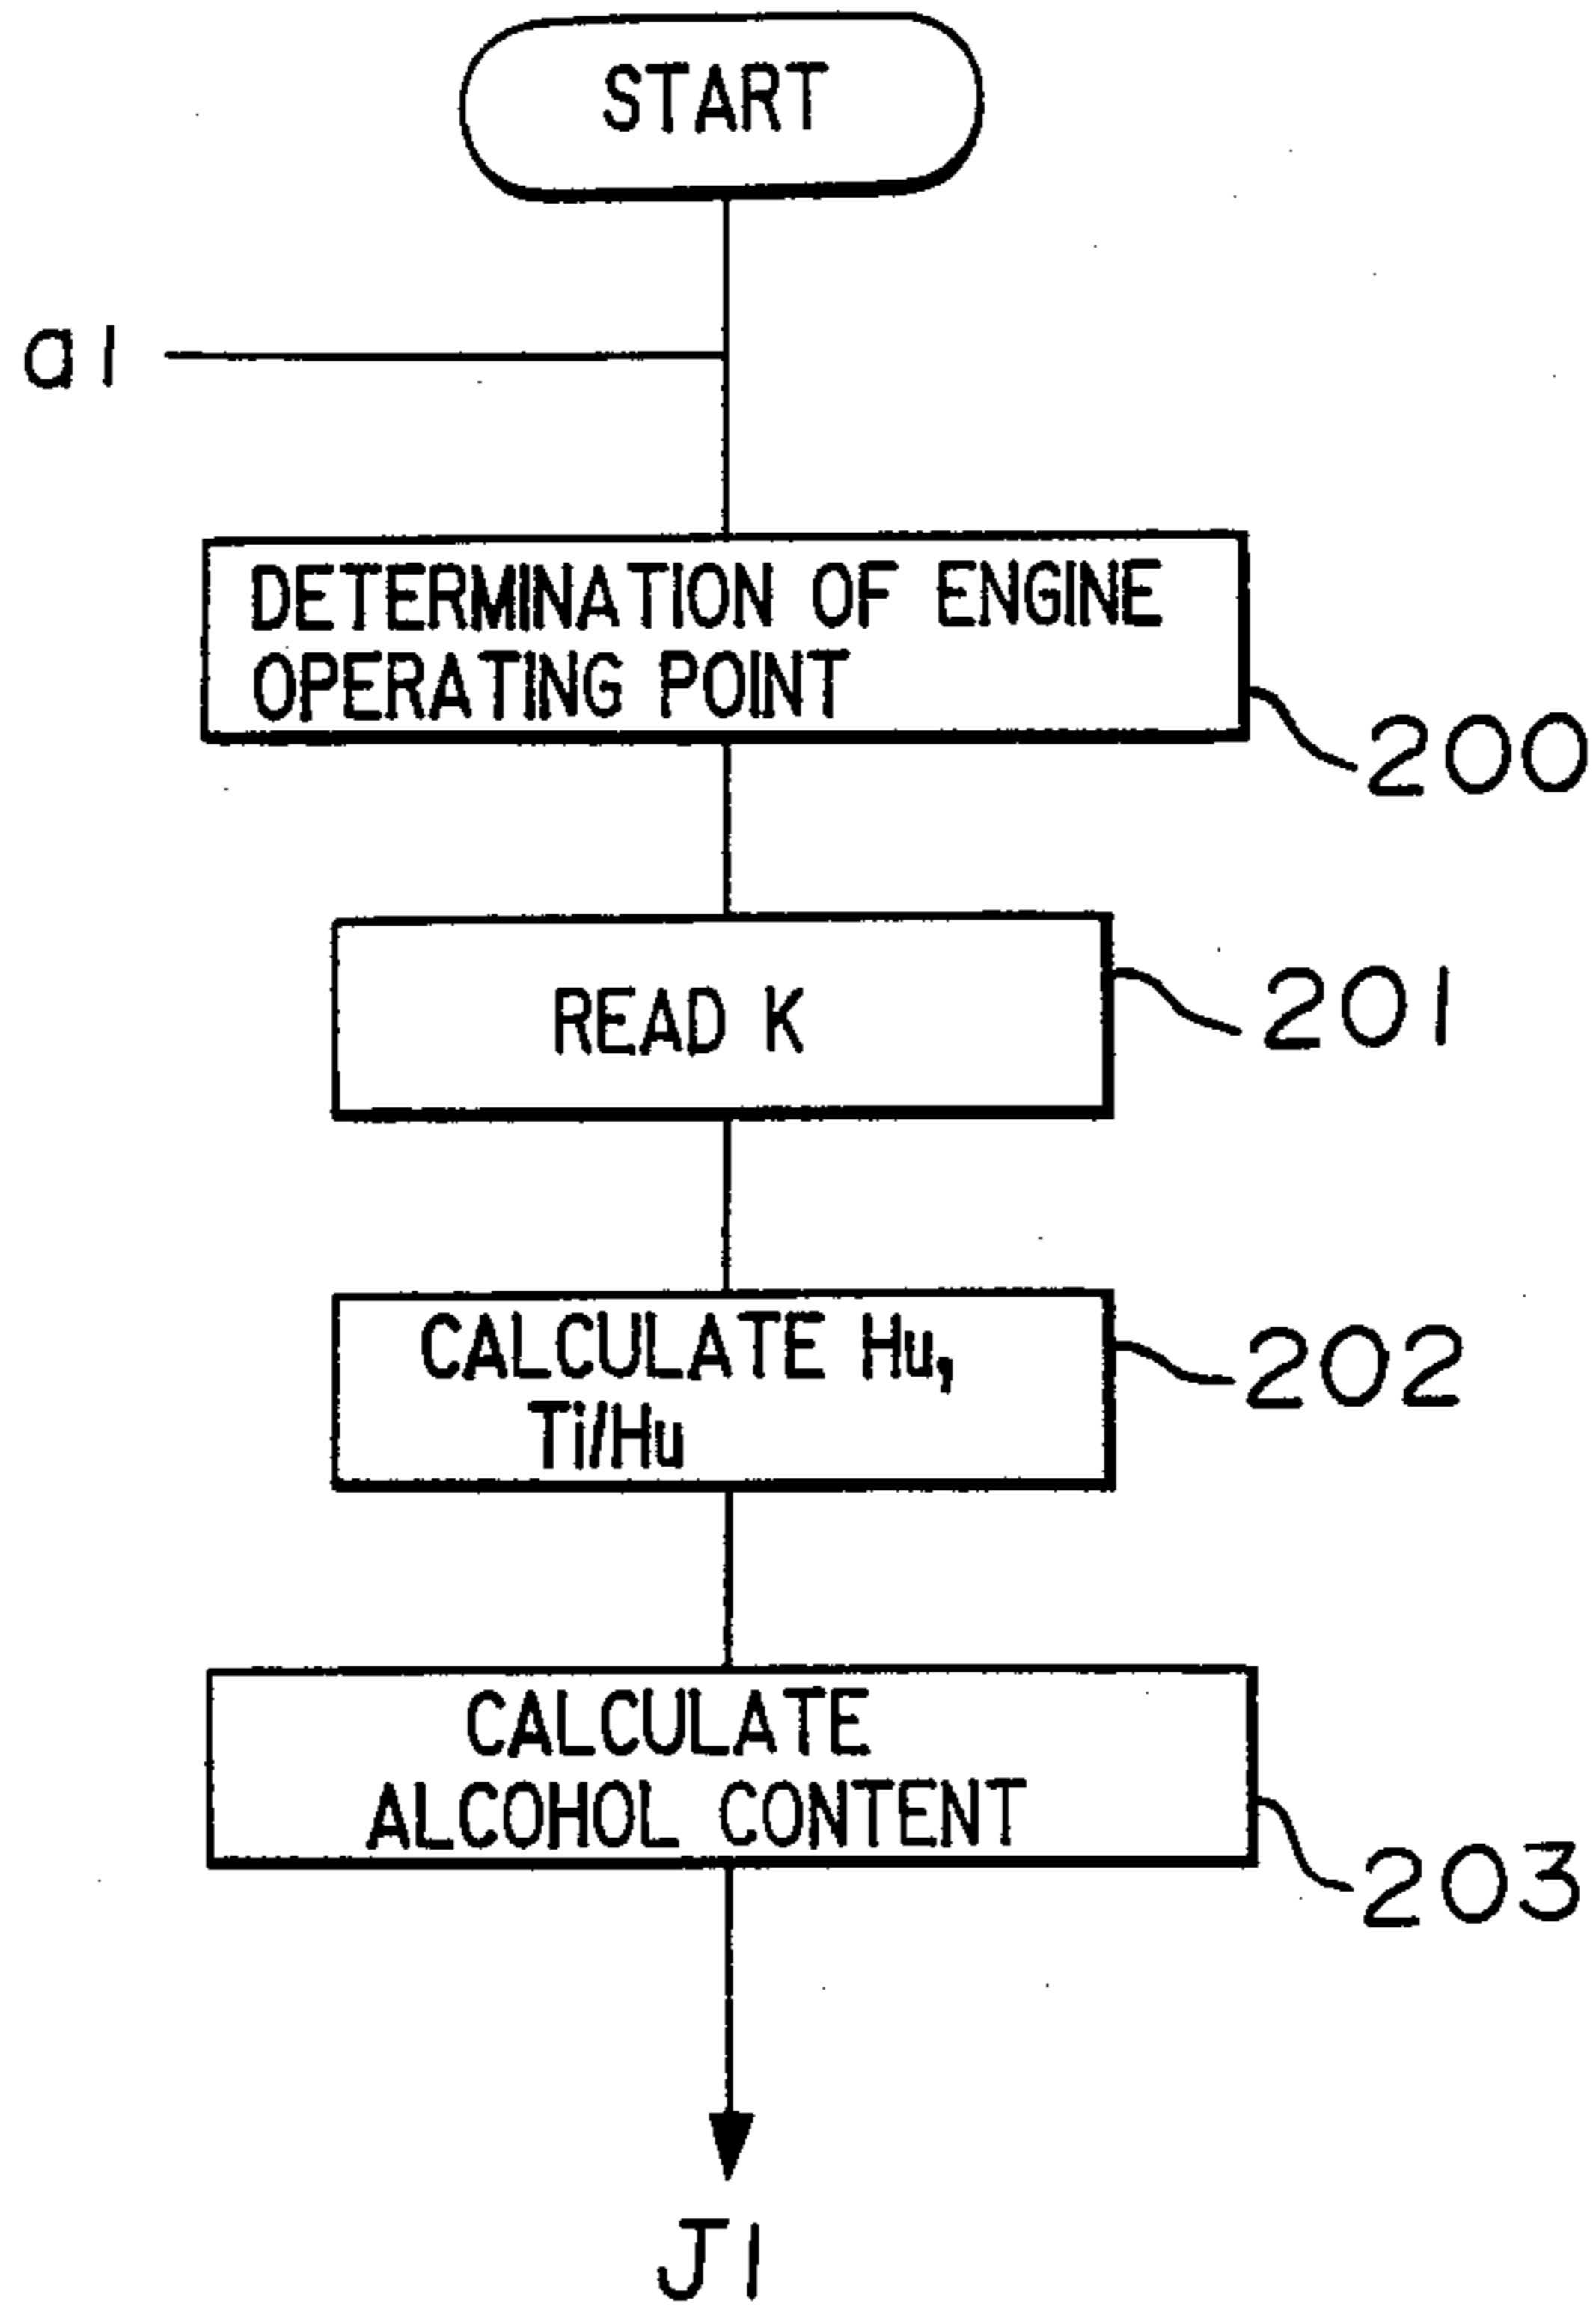 START
a1
DETERMINATION OF ENGINE
OPERATING POINT
200
READ K
201
CALCULATE Hu,
Ti/Hu
202
CALCULATE
ALCOHOL CONTENT
203
J1